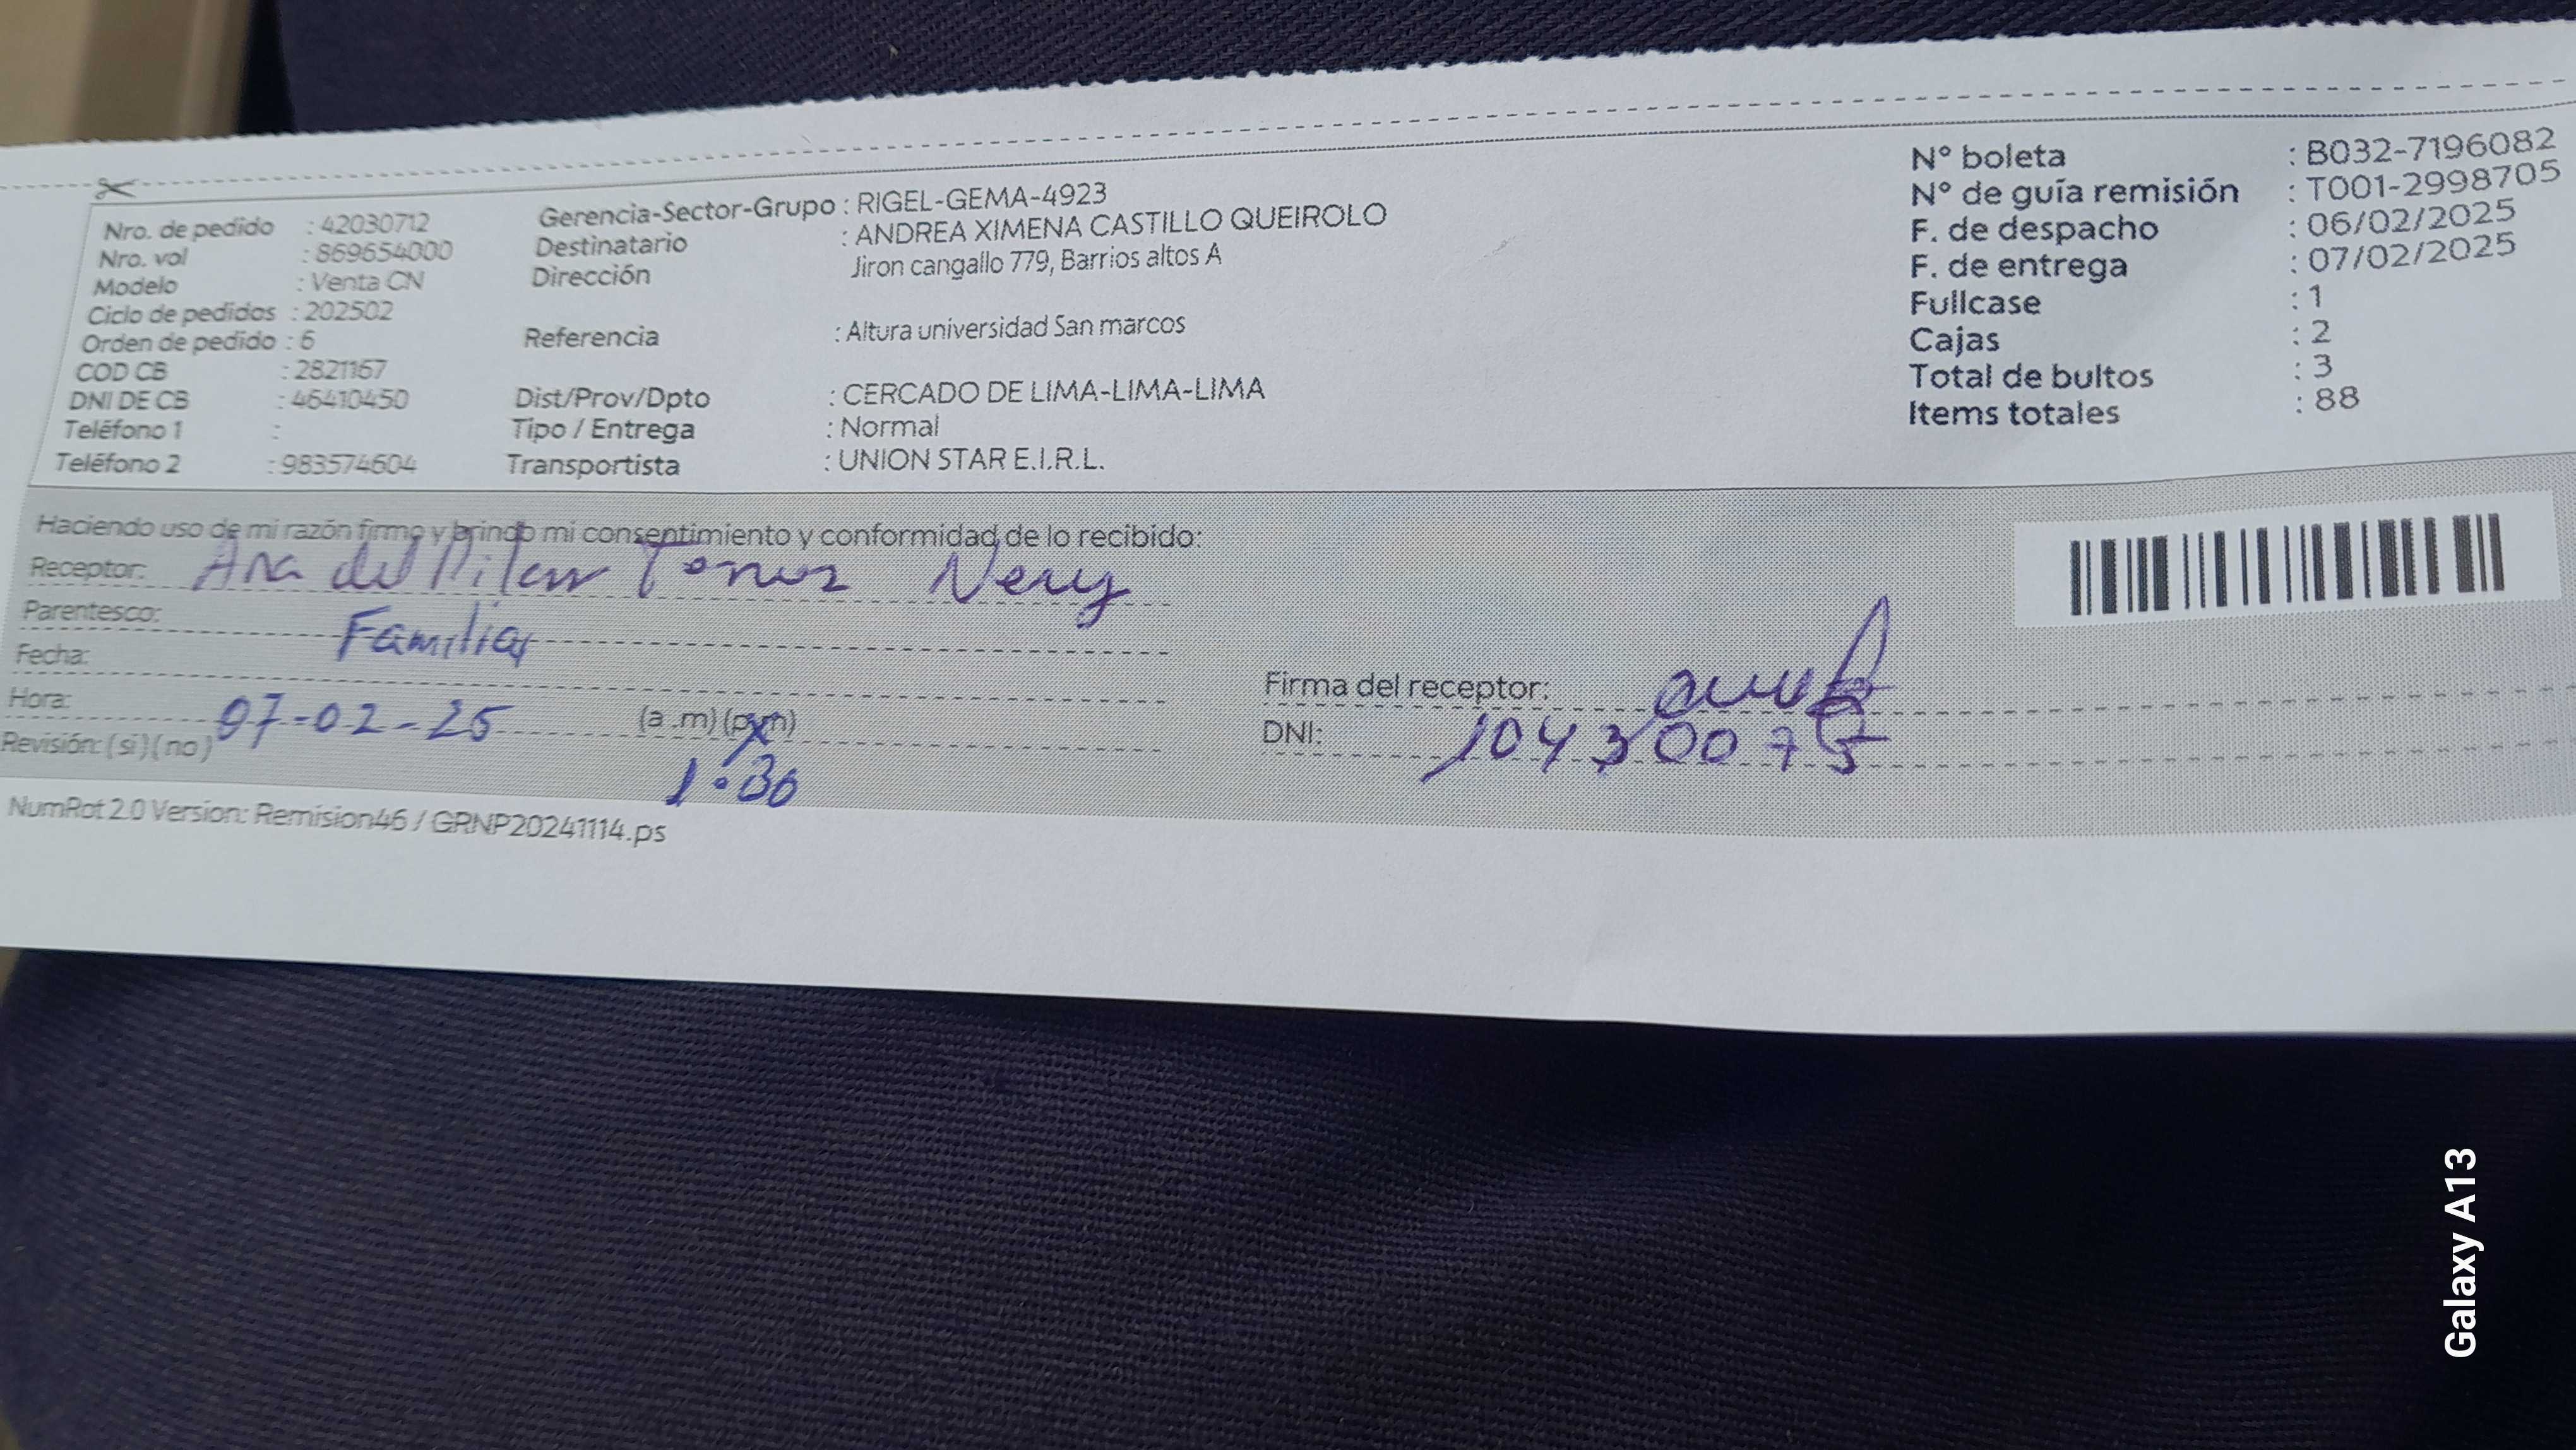 Nro. de pedido : 42030712
Nro. vol : 869654000
Modelo : Venta CN
Ciclo de pedidos : 202502
Orden de pedido : 6
COD CB : 2821167
DNI DE CB : 46410450
Teléfono 1 :
Teléfono 2 : 983574604
Gerencia-Sector-Grupo : RIGEL-GEMA-4923
Destinatario : ANDREA XIMENA CASTILLO QUEIROLO
Dirección Jiron cangallo 779, Barrios altos A
Referencia : Altura universidad San marcos
Dist/Prov/Dpto : CERCADO DE LIMA-LIMA-LIMA
Tipo / Entrega : Normal
Transportista : UNION STAR E.I.R.L.
N° boleta : B032-7196082
N° de guía remisión : T001-2998705
F. de despacho : 06/02/2025
F. de entrega : 07/02/2025
Fullcase : 1
Cajas : 2
Total de bultos : 3
Items totales : 88
Haciendo uso de mi razón firmo y brindo mi consentimiento y conformidad de lo recibido:
Receptor: Ana del Pilar Nery
Parentesco: Familiar
Fecha:
Hora: 07-02-25 (a .m) (p.m)
Revisión: (si) (no) 1:30
Firma del receptor:
DNI: 10430075
NumRot 2.0 Version: Remision46 / GRNP20241114.ps
Galaxy A13